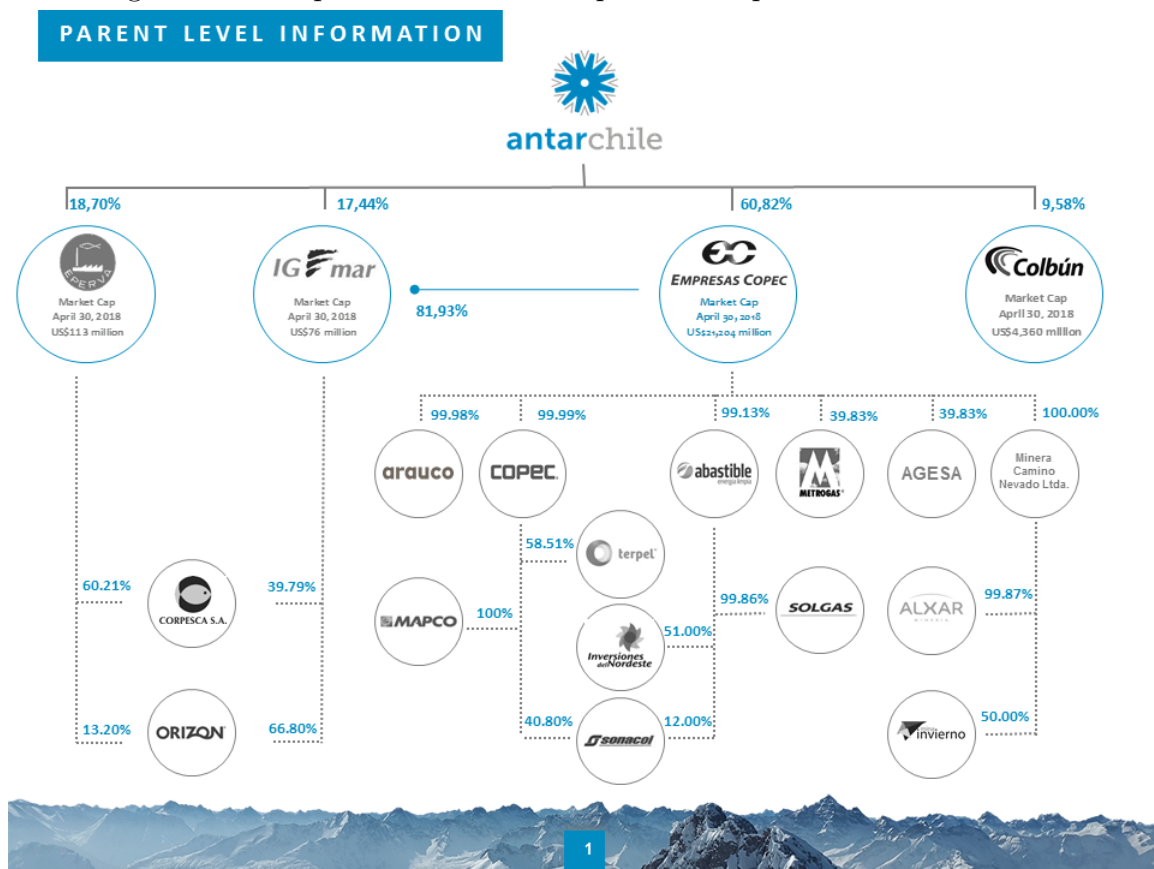 PARENT LEVEL INFORMATION
antarchile
18,70%
17,44%
60,82%
9,58%
EPERVA
Market Cap
April 30, 2018
US$113 million
IG mar
Market Cap
April 30, 2018
US$76 million
81,93%
EMPRESAS COPEC
Market Cap
April 30, 2018
US$21,204 million
Colbún
Market Cap
April 30, 2018
US$4,360 million
99.98%
99.99%
99.13%
39.83%
39.83%
100.00%
arauco
COPEC
abastible
energía limpia
METROGAS
AGESA
Minera
Camino
Nevado Ltda.
58.51%
terpel
60.21%
CORPESCA S.A.
39.79%
MAPCO
100%
Inversiones
delNordeste
51.00%
99.86%
SOLGAS
ALXAR
MINERIA
99.87%
13.20%
ORIZON
66.80%
40.80%
sonacol
12.00%
invierno
50.00%
1